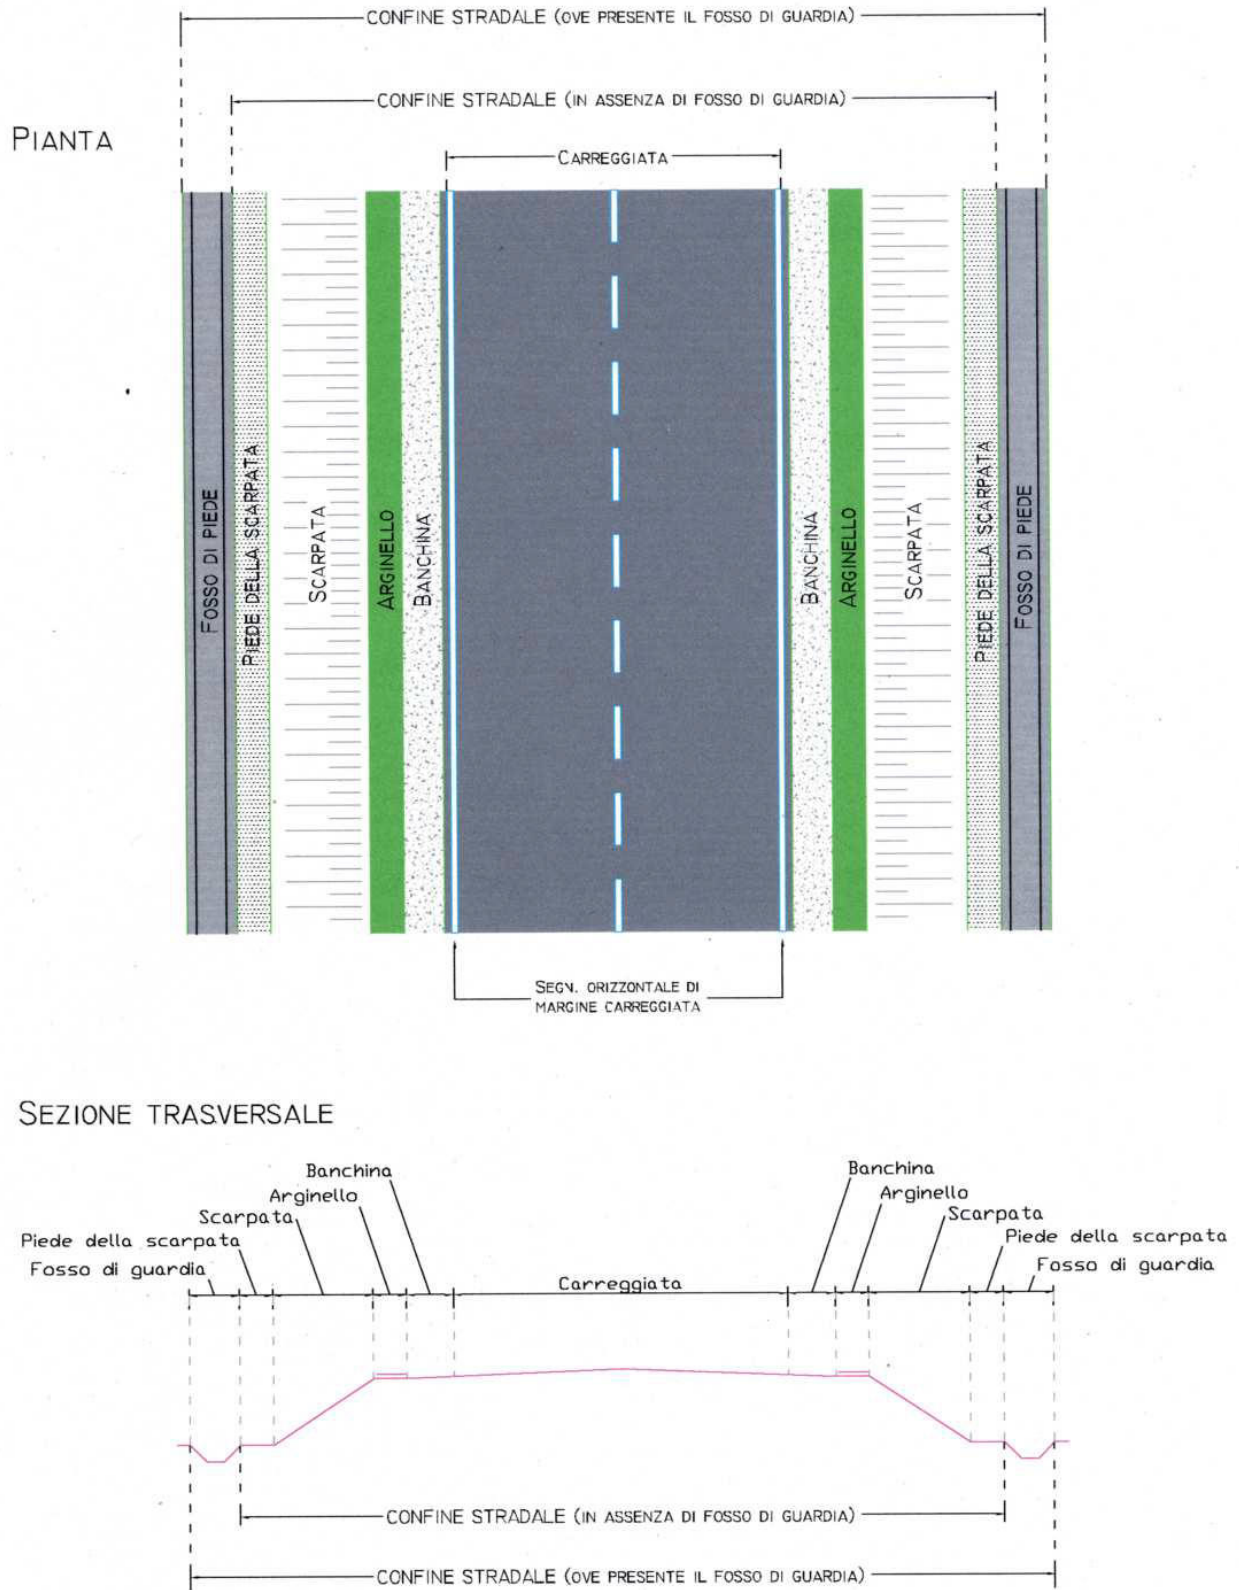 CONFINE STRADALE (OVE PRESENTE IL FOSSO DI GUARDIA)
CONFINE STRADALE (IN ASSENZA DI FOSSO DI GUARDIA)
PIANTA
CARREGGIATA
FOSSO DI PIEDE
PIEDE DELLA SCARPATA
SCARPATA
ARGINELLO
BANCHINA
BANCHINA
ARGINELLO
SCARPATA
PIEDE DELLA SCARPATA
FOSSO DI PIEDE
SEGN. ORIZZONTALE DI
MARGINE CARREGGIATA
SEZIONE TRASVERSALE
Banchina
Arginello
Scarpata
Piede della scarpata
Fosso di guardia
Carreggiata
Banchina
Arginello
Scarpata
Piede della scarpata
Fosso di guardia
CONFINE STRADALE (IN ASSENZA DI FOSSO DI GUARDIA)
CONFINE STRADALE (OVE PRESENTE IL FOSSO DI GUARDIA)